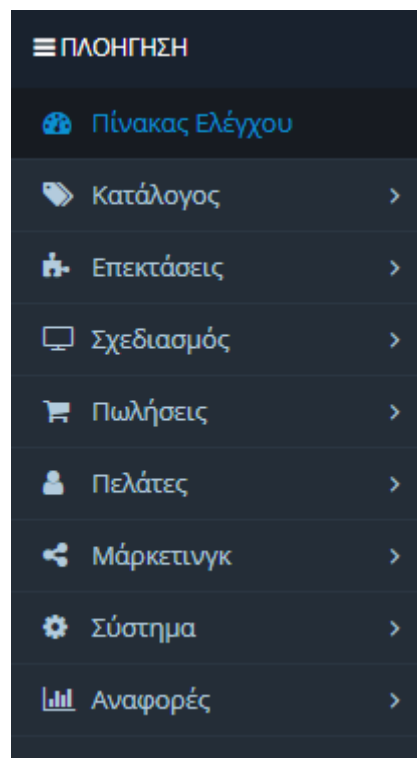 ΠΛΟΗΓΗΣΗ
Πίνακας Ελέγχου
Κατάλογος
Επεκτάσεις
Σχεδιασμός
Πωλήσεις
Πελάτες
Μάρκετινγκ
Σύστημα
Αναφορές